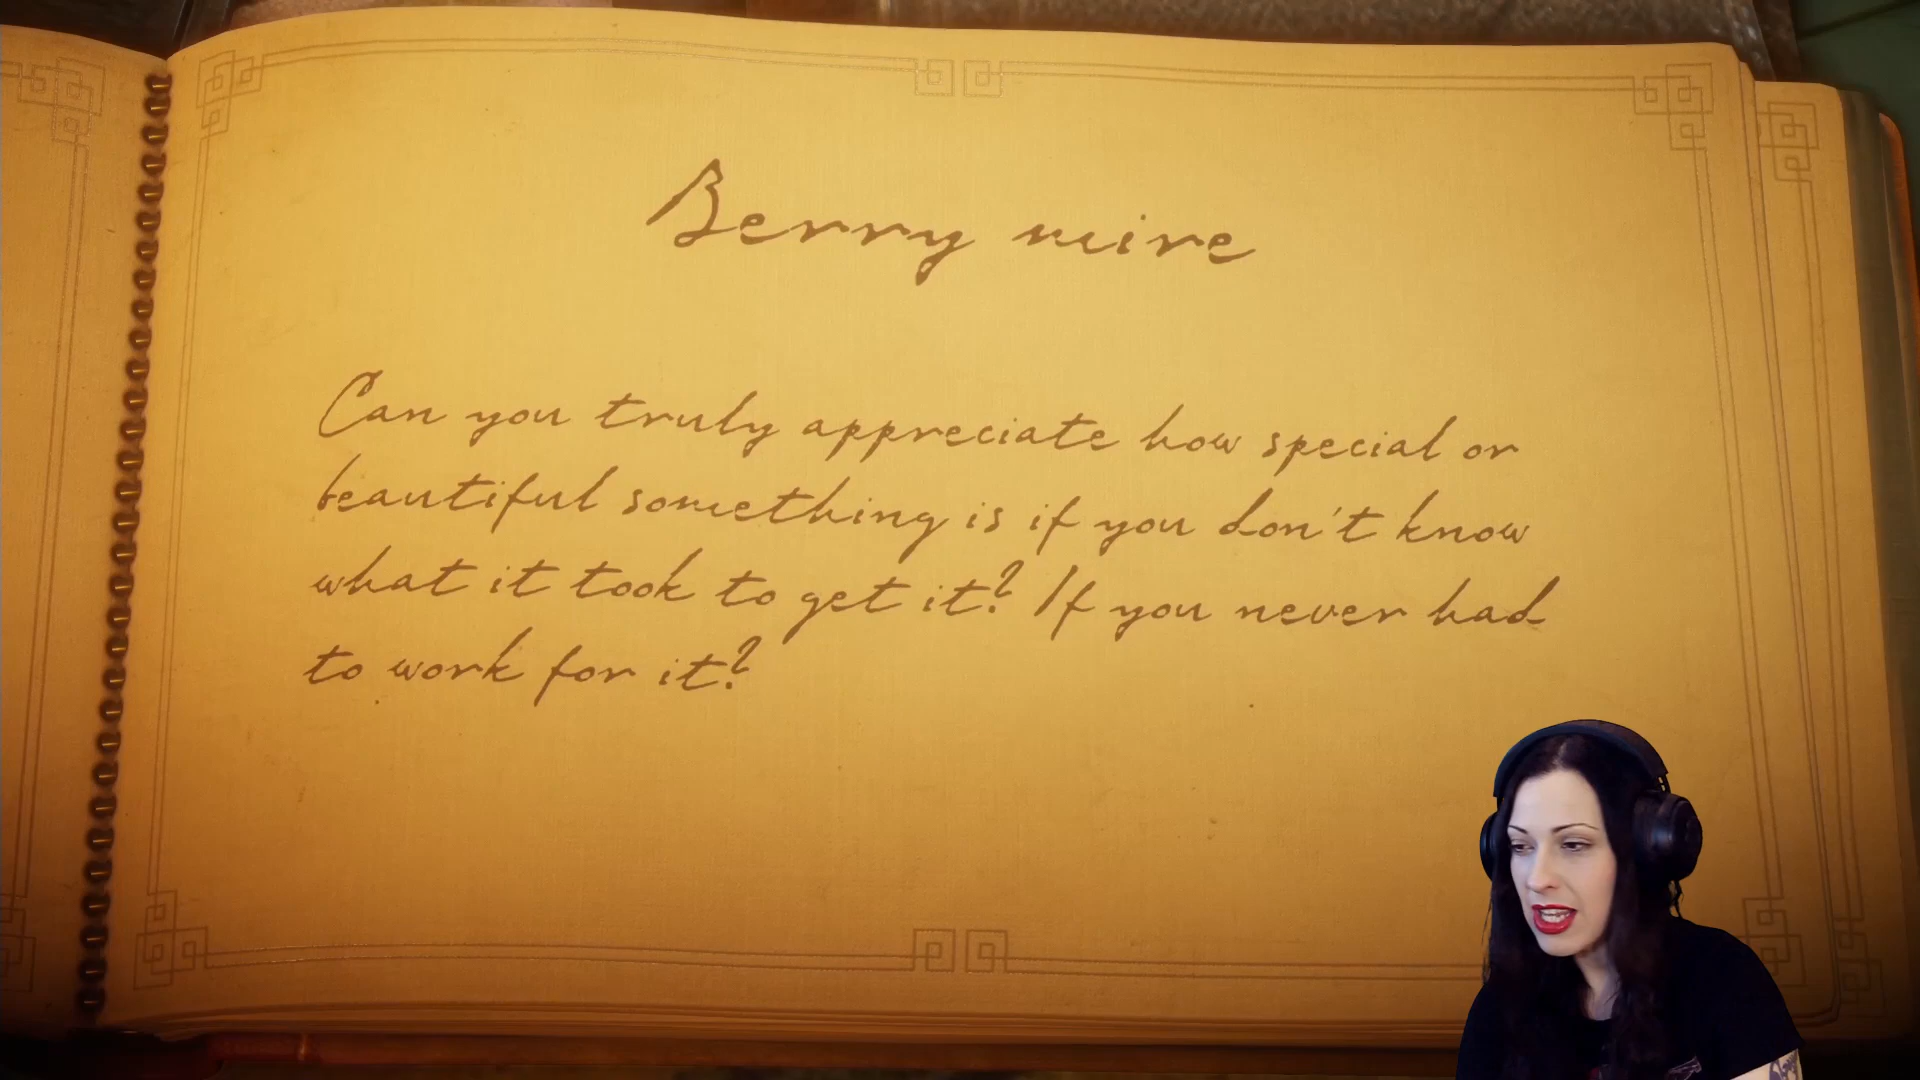 Berry mire
Can you truly appreciate how special or
beautiful something is if you don't know
what it took to get it? If you never had
to work for it?